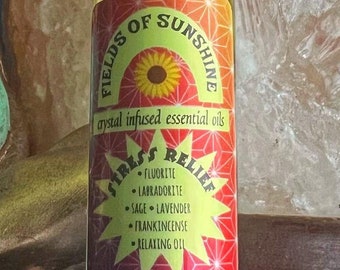 FIELDS OF SUNSHINE
crystal infused essential oils
STRESS RELIEF
• FLUORITE
• LABRADORITE
• SAGE • LAVENDER
• FRANKINCENSE
• RELAXING OIL